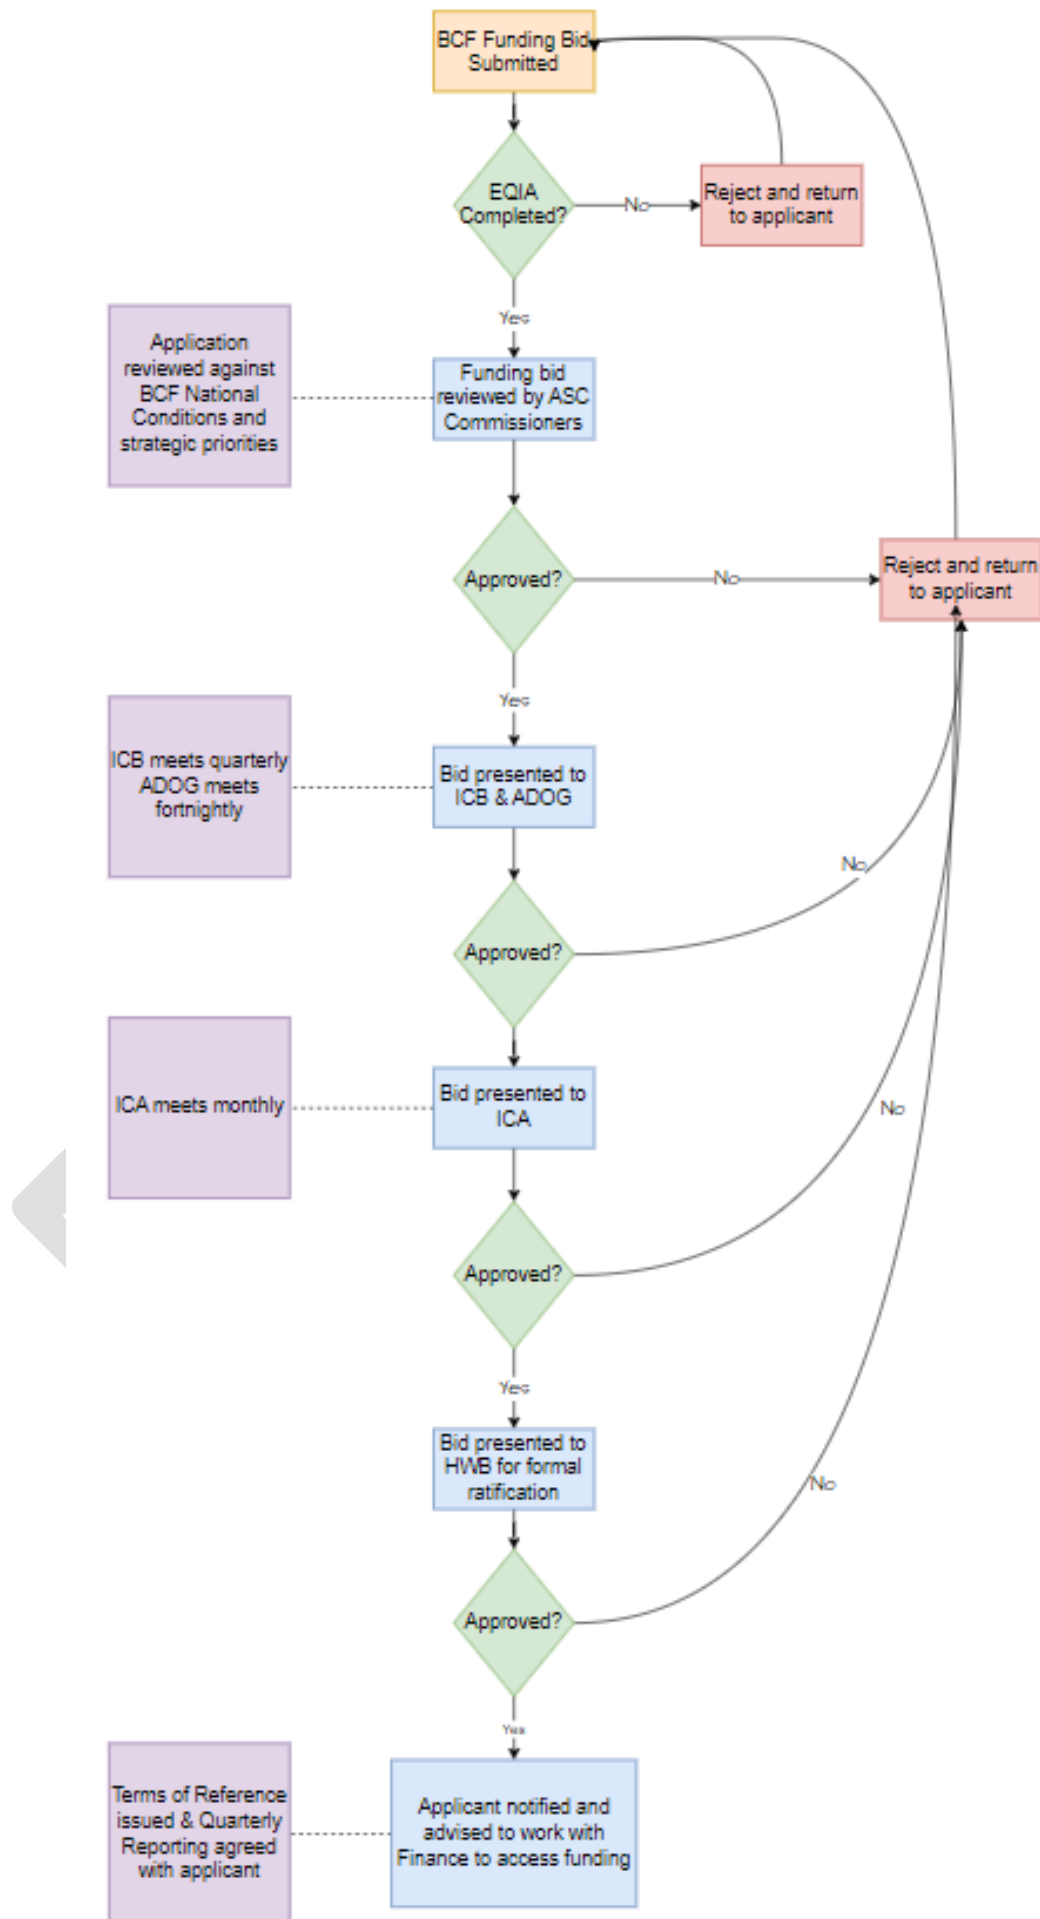 BCF Funding Bid
Submitted
EQIA
Completed?
No
Reject and return
to applicant
Yes
Application
reviewed against
BCF National
Conditions and
strategic priorities
Funding bid
reviewed by ASC
Commissioners
Approved?
No
Reject and return
to applicant
Yes
ICB meets quarterly
ADOG meets
fortnightly
Bid presented to
ICB & ADOG
No
Approved?
ICA meets monthly
Bid presented to
ICA
No
Approved?
Yes
Bid presented to
HWB for formal
ratification
No
Approved?
Yes
Terms of Reference
issued & Quarterly
Reporting agreed
with applicant
Applicant notified and
advised to work with
Finance to access funding